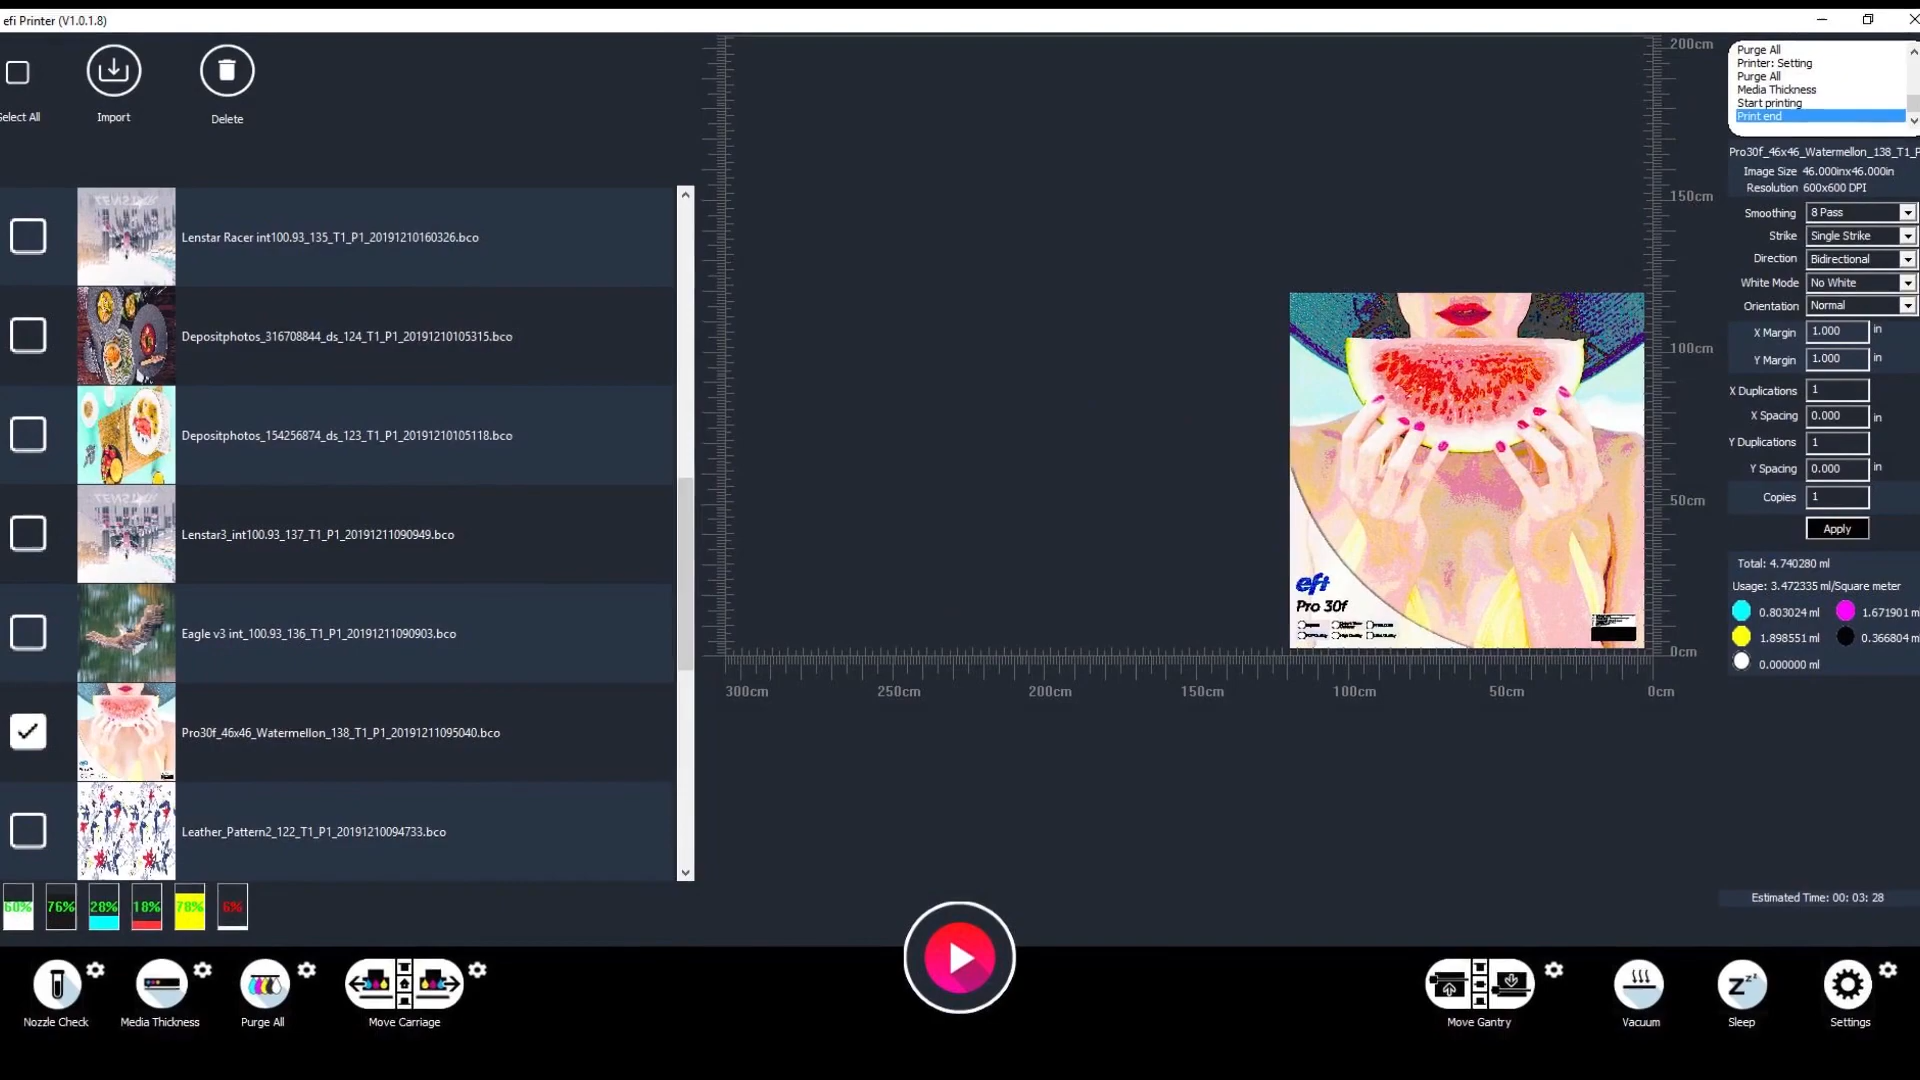 efi Printer (V1.0.1.8)
Select All
Import
Delete
Lenstar Racer int100.93_135_T1_P1_20191210160326.bco
Depositphotos_316708844_ds_124_T1_P1_20191210105315.bco
Depositphotos_154256874_ds_123_T1_P1_20191210105118.bco
Lenstar3_int100.93_137_T1_P1_20191211090949.bco
Eagle v3 int_100.93_136_T1_P1_20191211090903.bco
Pro30f_46x46_Watermellon_138_T1_P1_20191211095040.bco
Leather_Pattern2_122_T1_P1_20191210094733.bco
60%
76%
28%
18%
78%
6%
200cm
150cm
100cm
50cm
0cm
300cm
250cm
200cm
150cm
100cm
50cm
0cm
efi
Pro 30f
Purge All
Printer: Setting
Purge All
Media Thickness
Start printing
Print end
Pro30f_46x46_Watermellon_138_T1_P
Image Size 46.000inx46.000in
Resolution 600x600 DPI
Smoothing 8 Pass
Strike Single Strike
Direction Bidirectional
White Mode No White
Orientation Normal
X Margin 1.000 in
Y Margin 1.000 in
X Duplications 1
X Spacing 0.000 in
Y Duplications 1
Y Spacing 0.000 in
Copies 1
Apply
Total: 4.740280 ml
Usage: 3.472335 ml/Square meter
0.803024 ml 1.671901 m
1.898551 ml 0.366804 m
0.000000 ml
Estimated Time: 00: 03: 28
Nozzle Check
Media Thickness
Purge All
Move Carriage
Move Gantry
Vacuum
Sleep
Settings